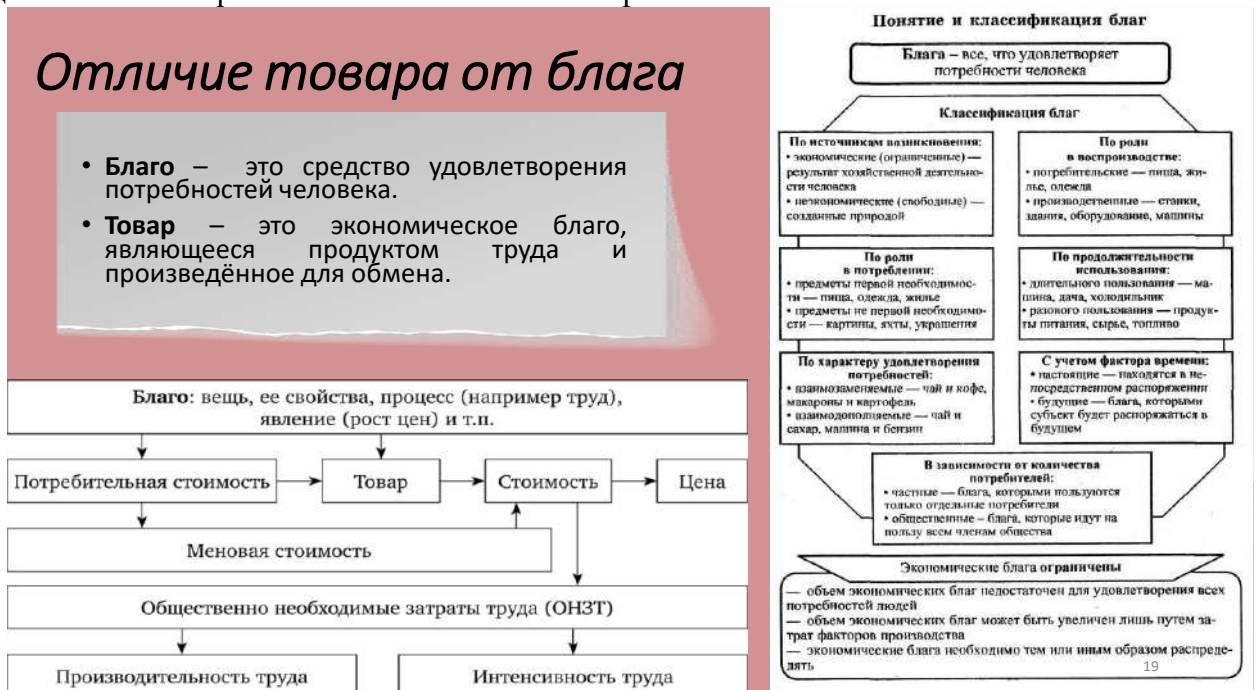 Отличие товара от блага
• Благо – это средство удовлетворения
потребностей человека.
• Товар – это экономическое благо,
являющееся продуктом труда и
произведённое для обмена.
Благо: вещь, ее свойства, процесс (например труд),
явление (рост цен) и т.п.
Потребительная стоимость
Товар
Стоимость
Цена
Меновая стоимость
Общественно необходимые затраты труда (ОНЗТ)
Производительность труда
Интенсивность труда
Понятие и классификация благ
Блага – все, что удовлетворяет
потребности человека
Классификация благ
По источникам возникновения:
• экономические (ограниченные) —
результат хозяйственной деятельно-
сти человека
• неэкономические (свободные) —
созданные природой
По роли
в воспроизводстве:
• потребительские — пища, жи-
лье, одежда
• производственные — станки,
здания, оборудование, машины
По роли
в потреблении:
• предметы первой необходимос-
ти — пища, одежда, жилье
• предметы не первой необходимо-
сти — картины, яхты, украшения
По продолжительности
использования:
• длительного пользования — ма-
шина, дача, холодильник
• разового пользования — продук-
ты питания, сырье, топливо
По характеру удовлетворения
потребностей:
• взаимозаменяемые — чай и кофе,
макароны и картофель
• взаимодополняемые — чай и
сахар, машина и бензин
С учетом фактора времени:
• настоящие — находятся в не-
посредственном распоряжении
• будущие — блага, которыми
субъект будет распоряжаться в
будущем
В зависимости от количества
потребителей:
• частные — блага, которыми пользуются
только отдельные потребители
• общественные – блага, которые идут на
пользу всем членам общества
Экономические блага ограничены
— объем экономических благ недостаточен для удовлетворения всех
потребностей людей
— объем экономических благ может быть увеличен лишь путем за-
трат факторов производства
— экономические блага необходимо тем или иным образом распреде-
лять
19